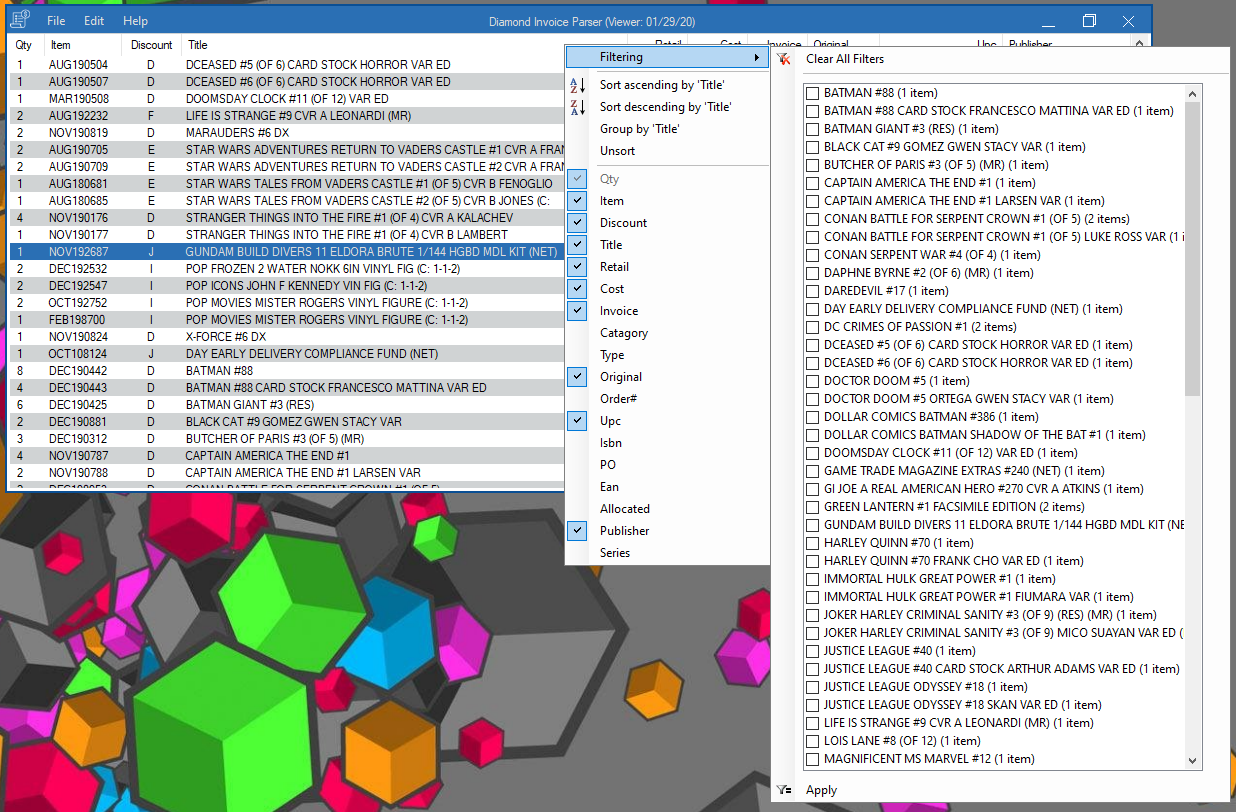 File Edit Help Diamond Invoice Parser (Viewer: 01/29/20)
Qty Item Discount Title
1 AUG190504 D DCEASED #5 (OF 6) CARD STOCK HORROR VAR ED
1 AUG190507 D DCEASED #6 (OF 6) CARD STOCK HORROR VAR ED
1 MAR190508 D DOOMSDAY CLOCK #11 (OF 12) VAR ED
2 AUG192232 F LIFE IS STRANGE #9 CVR A LEONARDI (MR)
2 NOV190819 D MARAUDERS #6 DX
2 AUG190705 E STAR WARS ADVENTURES RETURN TO VADERS CASTLE #1 CVR A FRAN
2 AUG190709 E STAR WARS ADVENTURES RETURN TO VADERS CASTLE #2 CVR A FRAN
1 AUG180681 E STAR WARS TALES FROM VADERS CASTLE #1 (OF 5) CVR B FENOGLIO
1 AUG180685 E STAR WARS TALES FROM VADERS CASTLE #2 (OF 5) CVR B JONES (C:
4 NOV190176 D STRANGER THINGS INTO THE FIRE #1 (OF 4) CVR A KALACHEV
1 NOV190177 D STRANGER THINGS INTO THE FIRE #1 (OF 4) CVR B LAMBERT
1 NOV192687 J GUNDAM BUILD DIVERS 11 ELDORA BRUTE 1/144 HGBD MDL KIT (NET)
2 DEC192532 I POP FROZEN 2 WATER NOKK 6IN VINYL FIG (C: 1-1-2)
2 DEC192547 I POP ICONS JOHN F KENNEDY VIN FIG (C: 1-1-2)
2 OCT192752 I POP MOVIES MISTER ROGERS VINYL FIGURE (C: 1-1-2)
1 FEB198700 I POP MOVIES MISTER ROGERS VINYL FIGURE (C: 1-1-2)
1 NOV190824 D X-FORCE #6 DX
1 OCT108124 J DAY EARLY DELIVERY COMPLIANCE FUND (NET)
8 DEC190442 D BATMAN #88
4 DEC190443 D BATMAN #88 CARD STOCK FRANCESCO MATTINA VAR ED
6 DEC190425 D BATMAN GIANT #3 (RES)
2 DEC190881 D BLACK CAT #9 GOMEZ GWEN STACY VAR
3 DEC190312 D BUTCHER OF PARIS #3 (OF 5) (MR)
4 NOV190787 D CAPTAIN AMERICA THE END #1
2 NOV190788 D CAPTAIN AMERICA THE END #1 LARSEN VAR
Retail Cost Invoice Original Upc Publisher
Filtering
Sort ascending by 'Title'
Sort descending by 'Title'
Group by 'Title'
Unsort
Qty
Item
Discount
Title
Retail
Cost
Invoice
Catagory
Type
Original
Order#
Upc
Isbn
PO
Ean
Allocated
Publisher
Series
Clear All Filters
BATMAN #88 (1 item)
BATMAN #88 CARD STOCK FRANCESCO MATTINA VAR ED (1 item)
BATMAN GIANT #3 (RES) (1 item)
BLACK CAT #9 GOMEZ GWEN STACY VAR (1 item)
BUTCHER OF PARIS #3 (OF 5) (MR) (1 item)
CAPTAIN AMERICA THE END #1 (1 item)
CAPTAIN AMERICA THE END #1 LARSEN VAR (1 item)
CONAN BATTLE FOR SERPENT CROWN #1 (OF 5) (2 items)
CONAN BATTLE FOR SERPENT CROWN #1 (OF 5) LUKE ROSS VAR (1 i
CONAN SERPENT WAR #4 (OF 4) (1 item)
DAPHNE BYRNE #2 (OF 6) (MR) (1 item)
DAREDEVIL #17 (1 item)
DAY EARLY DELIVERY COMPLIANCE FUND (NET) (1 item)
DC CRIMES OF PASSION #1 (2 items)
DCEASED #5 (OF 6) CARD STOCK HORROR VAR ED (1 item)
DCEASED #6 (OF 6) CARD STOCK HORROR VAR ED (1 item)
DOCTOR DOOM #5 (1 item)
DOCTOR DOOM #5 ORTEGA GWEN STACY VAR (1 item)
DOLLAR COMICS BATMAN #386 (1 item)
DOLLAR COMICS BATMAN SHADOW OF THE BAT #1 (1 item)
DOOMSDAY CLOCK #11 (OF 12) VAR ED (1 item)
GAME TRADE MAGAZINE EXTRAS #240 (NET) (1 item)
GI JOE A REAL AMERICAN HERO #270 CVR A ATKINS (1 item)
GREEN LANTERN #1 FACSIMILE EDITION (2 items)
GUNDAM BUILD DIVERS 11 ELDORA BRUTE 1/144 HGBD MDL KIT (NE
HARLEY QUINN #70 (1 item)
HARLEY QUINN #70 FRANK CHO VAR ED (1 item)
IMMORTAL HULK GREAT POWER #1 (1 item)
IMMORTAL HULK GREAT POWER #1 FIUMARA VAR (1 item)
JOKER HARLEY CRIMINAL SANITY #3 (OF 9) (RES) (MR) (1 item)
JOKER HARLEY CRIMINAL SANITY #3 (OF 9) MICO SUAYAN VAR ED (
JUSTICE LEAGUE #40 (1 item)
JUSTICE LEAGUE #40 CARD STOCK ARTHUR ADAMS VAR ED (1 item)
JUSTICE LEAGUE ODYSSEY #18 (1 item)
JUSTICE LEAGUE ODYSSEY #18 SKAN VAR ED (1 item)
LIFE IS STRANGE #9 CVR A LEONARDI (MR) (1 item)
LOIS LANE #8 (OF 12) (1 item)
MAGNIFICENT MS MARVEL #12 (1 item)
Apply